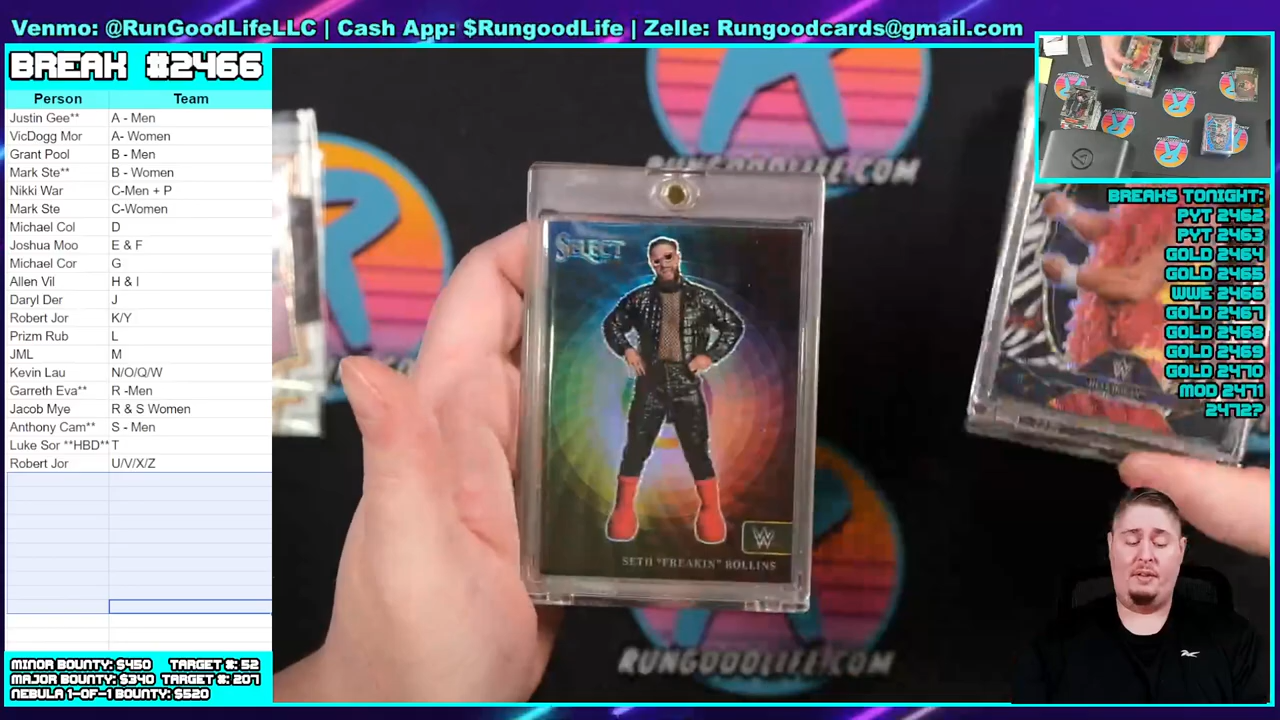 Venmo: @RunGoodLifeLLC | Cash App: $RungoodLife | Zelle: Rungoodcards@gmail.com
BREAK #2466
Person Team
Justin Gee** A - Men
VicDogg Mor A- Women
Grant Pool B - Men
Mark Ste** B - Women
Nikki War C-Men + P
Mark Ste C-Women
Michael Col D
Joshua Moo E & F
Michael Cor G
Allen Vil H & I
Daryl Der J
Robert Jor K/Y
Prizm Rub L
JML M
Kevin Lau N/O/Q/W
Garreth Eva** R -Men
Jacob Mye R & S Women
Anthony Cam** S - Men
Luke Sor **HBD** T
Robert Jor U/V/X/Z
MINOR BOUNTY: $450 TARGET #: 52
MAJOR BOUNTY: $340 TARGET #: 207
NEBULA 1-OF-1 BOUNTY: $520
RUNGOODLIFE.COM
SELECT
W
SETH "FREAKIN" ROLLINS
RUNGOODLIFE.COM
BREAKS TONIGHT:
PYT 2462
PYT 2463
GOLD 2464
GOLD 2465
WWE 2466
GOLD 2467
GOLD 2468
GOLD 2469
GOLD 2470
MOD 2471
2472?